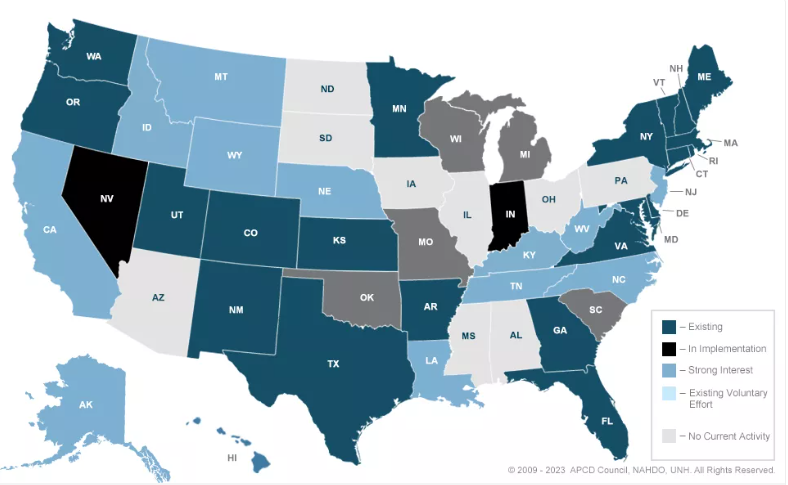 WA
MT
ND
MN
ME
NH
VT
OR
ID
SD
WI
MI
NY
MA
WY
RI
CT
IA
PA
NV
NE
IL
IN
OH
NJ
UT
CO
KS
MO
WV
DE
MD
CA
KY
VA
AZ
NM
OK
AR
TN
NC
SC
MS
AL
GA
TX
LA
FL
AK
HI
– Existing
– In Implementation
– Strong Interest
– Existing Voluntary
Effort
– No Current Activity
© 2009 - 2023 APCD Council, NAHDO, UNH. All Rights Reserved.